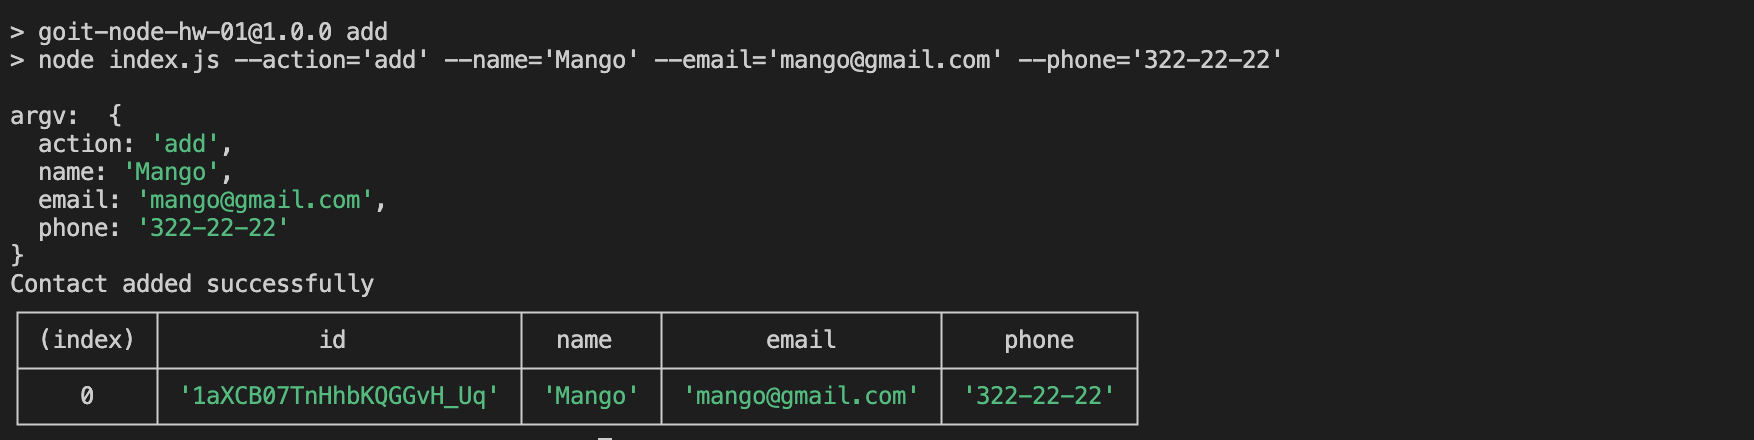 > goit-node-hw-01@1.0.0 add
> node index.js --action='add' --name='Mango' --email='mango@gmail.com' --phone='322-22-22'
argv:  {
  action: 'add',
  name: 'Mango',
  email: 'mango@gmail.com',
  phone: '322-22-22'
}
Contact added successfully
(index) id name email phone
0 '1aXCB07TnHhbKQGGvH_Uq' 'Mango' 'mango@gmail.com' '322-22-22'